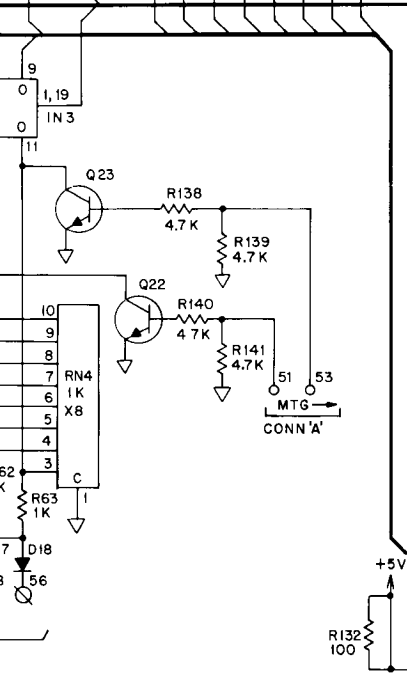 9
O
1, 19
IN 3
O
11
Q23
R138
4.7K
R139
4.7K
Q22
R140
4 7K
R141
4.7K
10
9
8
7
6
5
4
3
RN4
1K
X8
C
1
51
53
MTG
CONN 'A'
62
K
R63
1K
7
D18
56
+5V
R132
100